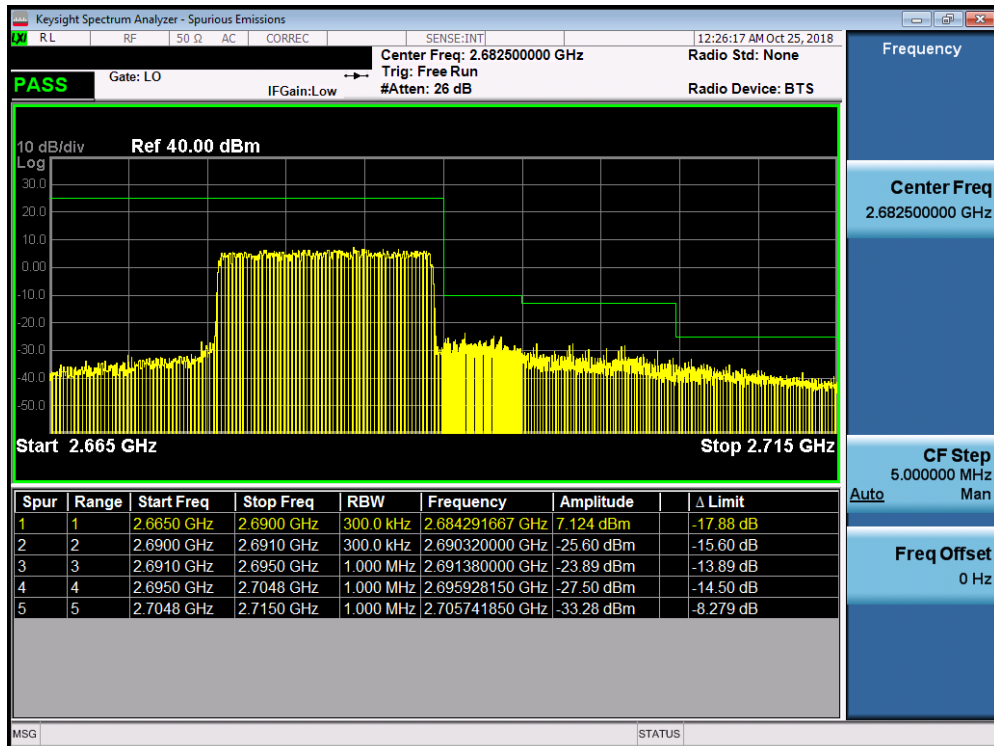 Keysight Spectrum Analyzer - Spurious Emissions
LXI RL RF 50 Ω AC CORREC SENSE:INT 12:26:17 AM Oct 25, 2018
Frequency
Center Freq: 2.682500000 GHz Radio Std: None
PASS Gate: LO Trig: Free Run
IFGain:Low #Atten: 26 dB Radio Device: BTS
10 dB/div Ref 40.00 dBm
Log
30.0
20.0
10.0
0.00
-10.0
-20.0
-30.0
-40.0
-50.0
Start 2.665 GHz Stop 2.715 GHz
Center Freq
2.682500000 GHz
CF Step
5.000000 MHz
Auto Man
Freq Offset
0 Hz
Spur Range Start Freq Stop Freq RBW Frequency Amplitude Δ Limit
1 1 2.6650 GHz 2.6900 GHz 300.0 kHz 2.684291667 GHz 7.124 dBm -17.88 dB
2 2 2.6900 GHz 2.6910 GHz 300.0 kHz 2.690320000 GHz -25.60 dBm -15.60 dB
3 3 2.6910 GHz 2.6950 GHz 1.000 MHz 2.691380000 GHz -23.89 dBm -13.89 dB
4 4 2.6950 GHz 2.7048 GHz 1.000 MHz 2.695928150 GHz -27.50 dBm -14.50 dB
5 5 2.7048 GHz 2.7150 GHz 1.000 MHz 2.705741850 GHz -33.28 dBm -8.279 dB
MSG STATUS